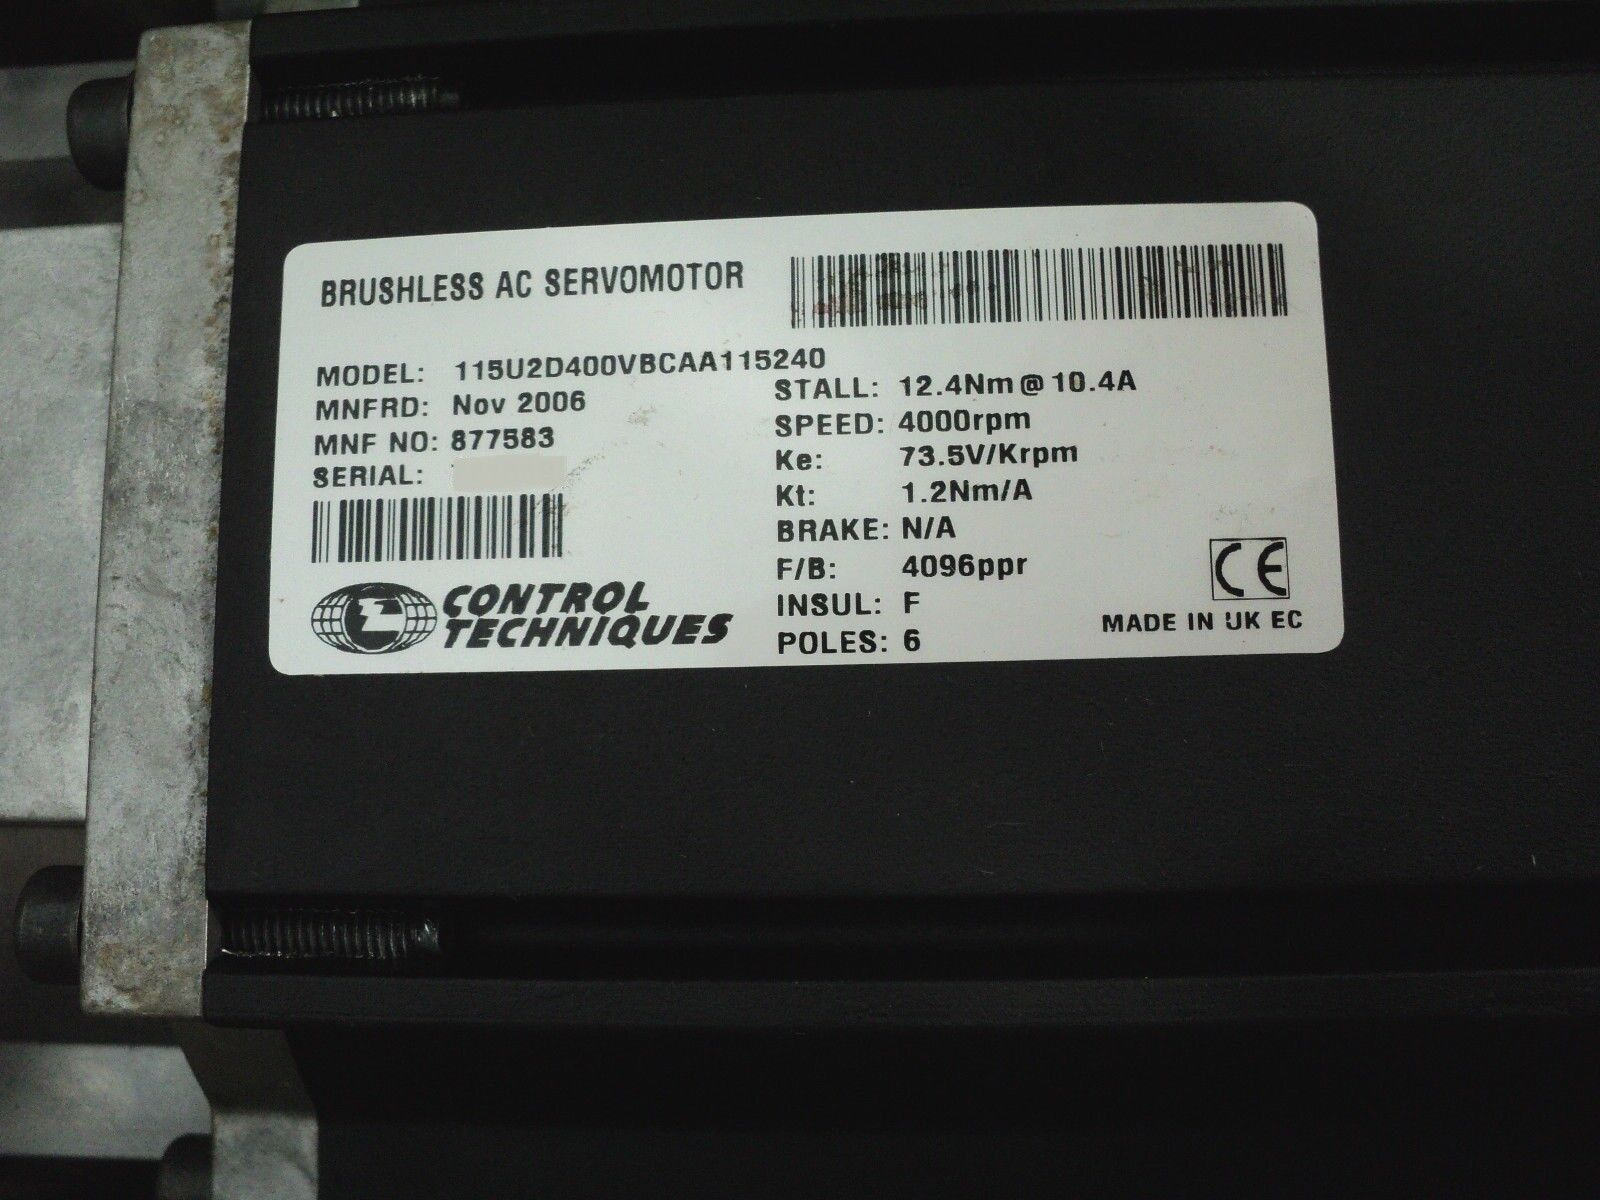 BRUSHLESS AC SERVOMOTOR
MODEL: 115U2D400VBCAA115240
MNFRD: Nov 2006
MNF NO: 877583
SERIAL:
CONTROL
TECHNIQUES
STALL: 12.4Nm@10.4A
SPEED: 4000rpm
Ke: 73.5V/Krpm
Kt: 1.2Nm/A
BRAKE: N/A
F/B: 4096ppr
INSUL: F
POLES: 6
CE
MADE IN UK EC